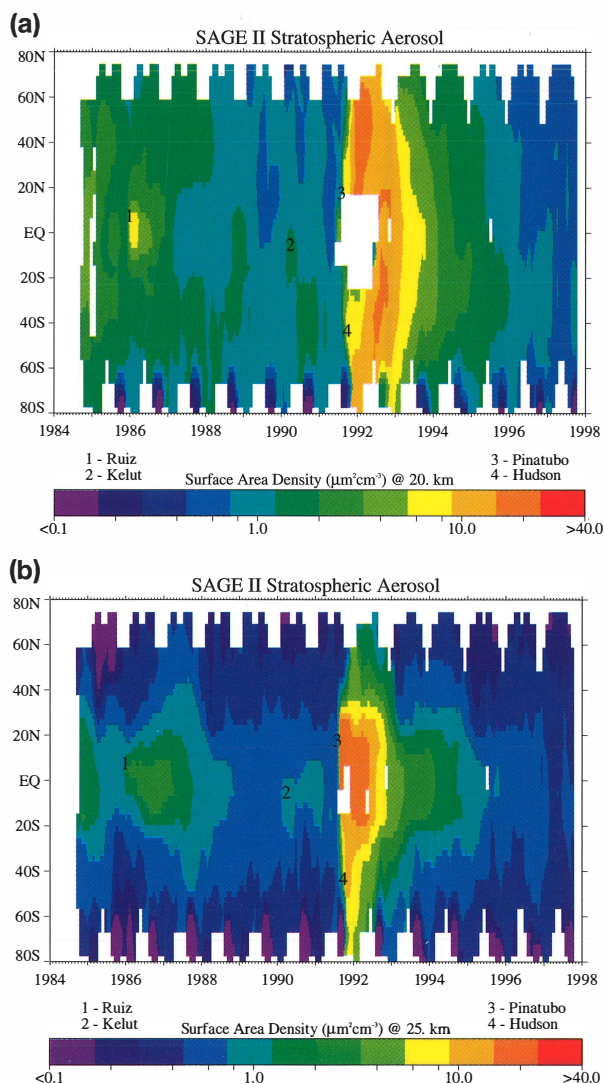 (a)
SAGE II Stratospheric Aerosol
80N
60N
40N
20N
EQ
20S
40S
60S
80S
1
2
3
4
1984 1986 1988 1990 1992 1994 1996 1998
1 - Ruiz 3 - Pinatubo
2 - Kelut 4 - Hudson
Surface Area Density (µm²cm⁻³) @ 20. km
<0.1 1.0 10.0 >40.0
(b)
SAGE II Stratospheric Aerosol
80N
60N
40N
20N
EQ
20S
40S
60S
80S
3
1
2
4
1984 1986 1988 1990 1992 1994 1996 1998
1 - Ruiz 3 - Pinatubo
2 - Kelut 4 - Hudson
Surface Area Density (µm²cm⁻³) @ 25. km
<0.1 1.0 10.0 >40.0